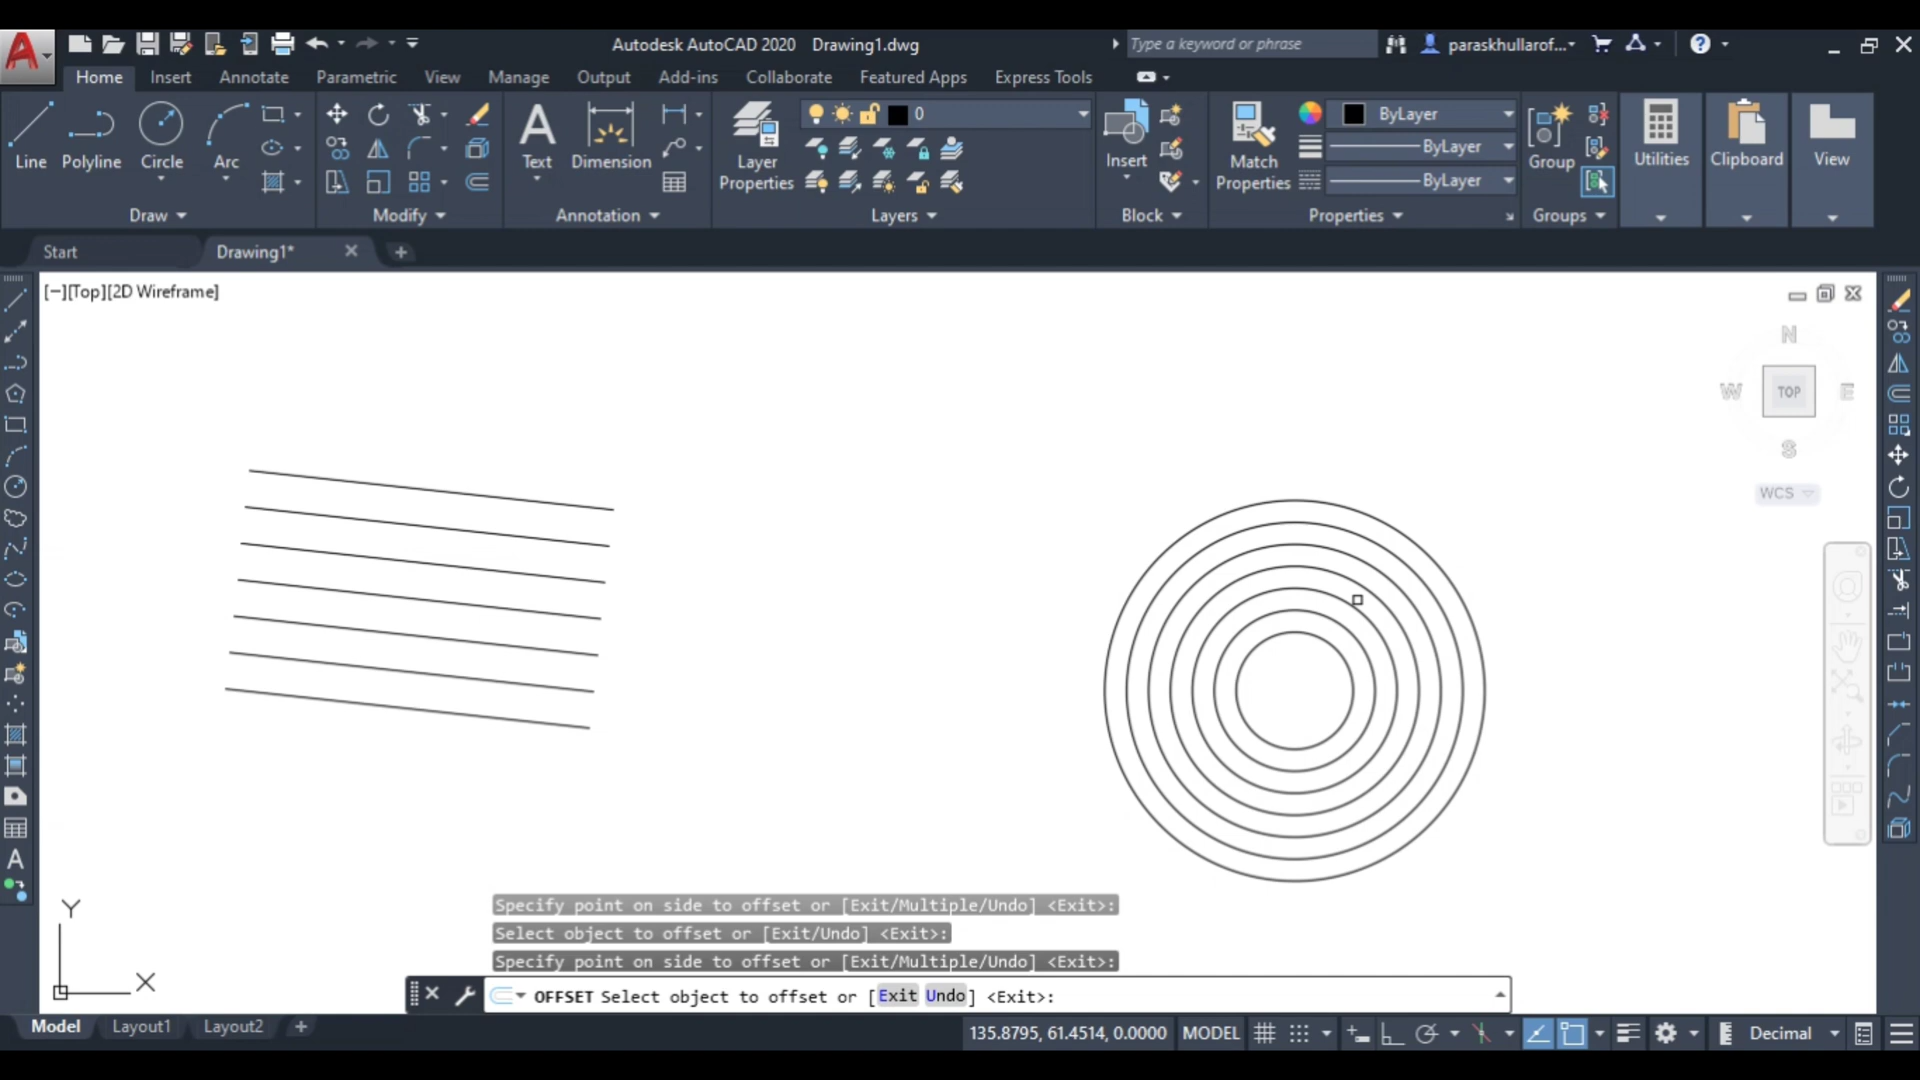 A
Autodesk AutoCAD 2020 Drawing1.dwg
Type a keyword or phrase
paraskhullarof...
Home Insert Annotate Parametric View Manage Output Add-ins Collaborate Featured Apps Express Tools
0
ByLayer
Line Polyline Circle Arc
A Text Dimension
Layer Properties
Insert
Match Properties
ByLayer
ByLayer
Group
Utilities Clipboard View
Draw Modify Annotation Layers Block Properties Groups
Start Drawing1*
[−][Top][2D Wireframe]
N
W TOP E
S
WCS
A
Y
X
Specify point on side to offset or [Exit/Multiple/Undo] <Exit>:
Select object to offset or [Exit/Undo] <Exit>:
Specify point on side to offset or [Exit/Multiple/Undo] <Exit>:
OFFSET Select object to offset or [Exit Undo] <Exit>:
Model Layout1 Layout2
135.8795, 61.4514, 0.0000 MODEL
Decimal